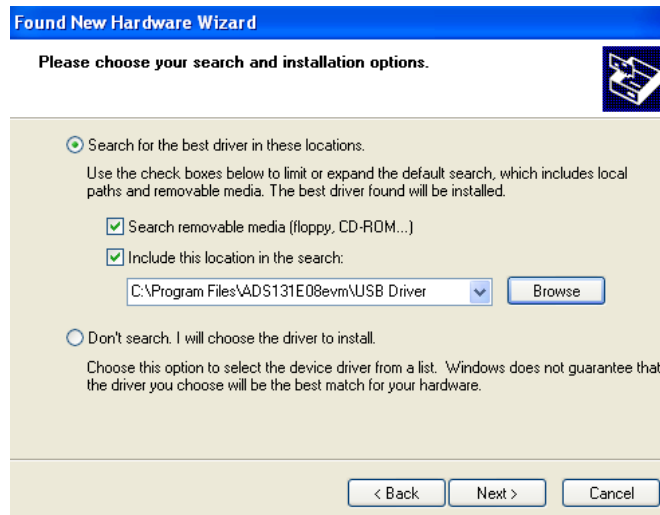 Found New Hardware Wizard
Please choose your search and installation options.
Search for the best driver in these locations.
Use the check boxes below to limit or expand the default search, which includes local
paths and removable media. The best driver found will be installed.
Search removable media (floppy, CD-ROM...)
Include this location in the search:
C:\Program Files\ADS131E08evm\USB Driver
Browse
Don't search. I will choose the driver to install.
Choose this option to select the device driver from a list. Windows does not guarantee that
the driver you choose will be the best match for your hardware.
< Back Next > Cancel